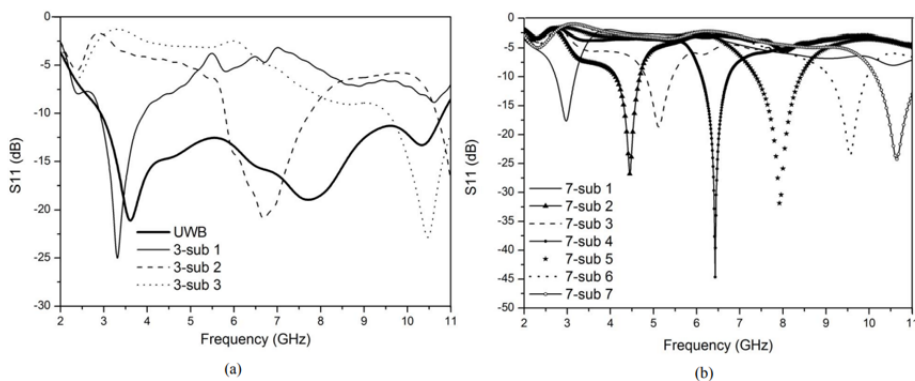 0
-5
-10
-15
-20
-25
-30
S11 (dB)
UWB
3-sub 1
3-sub 2
3-sub 3
2 3 4 5 6 7 8 9 10 11
Frequency (GHz)
(a)
0
-5
-10
-15
-20
-25
-30
-35
-40
-45
-50
S11 (dB)
7-sub 1
7-sub 2
7-sub 3
7-sub 4
7-sub 5
7-sub 6
7-sub 7
2 3 4 5 6 7 8 9 10 11
Frequency (GHz)
(b)